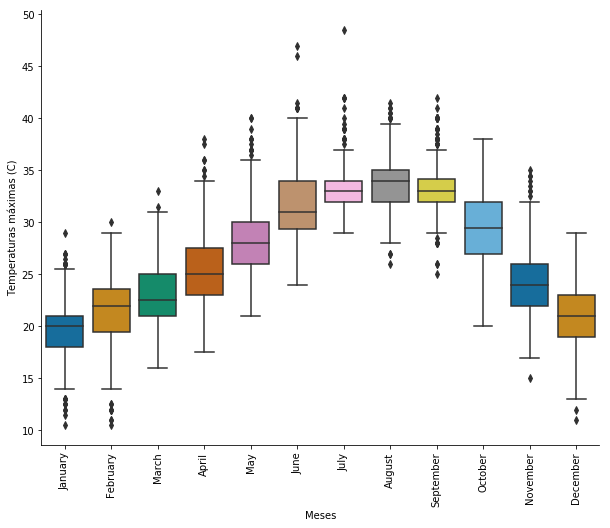 50
45
40
35
30
25
20
15
10
Temperaturas máximas (C)
January
February
March
April
May
June
July
August
September
October
November
December
Meses